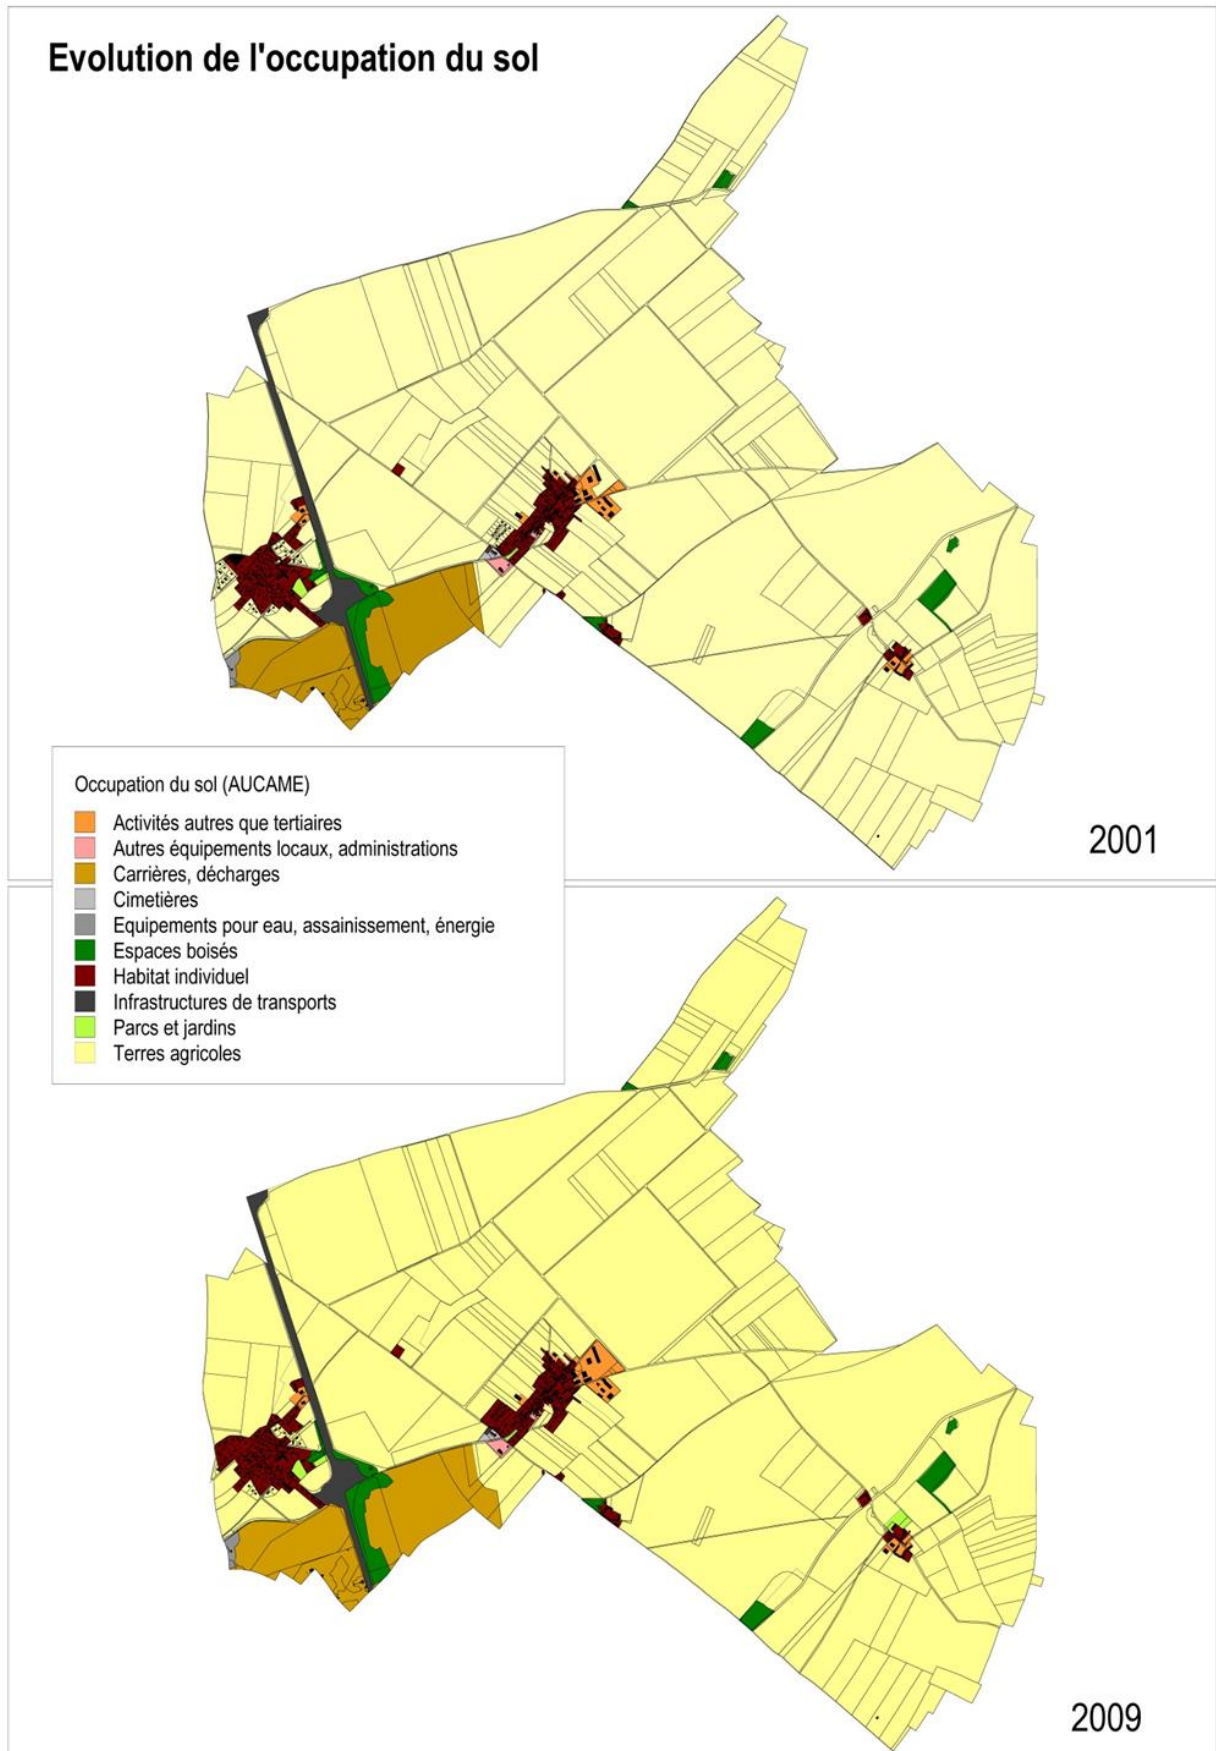 Evolution de l'occupation du sol
Occupation du sol (AUCAME)
Activités autres que tertiaires
Autres équipements locaux, administrations
Carrières, décharges
Cimetières
Equipements pour eau, assainissement, énergie
Espaces boisés
Habitat individuel
Infrastructures de transports
Parcs et jardins
Terres agricoles
2001
2009